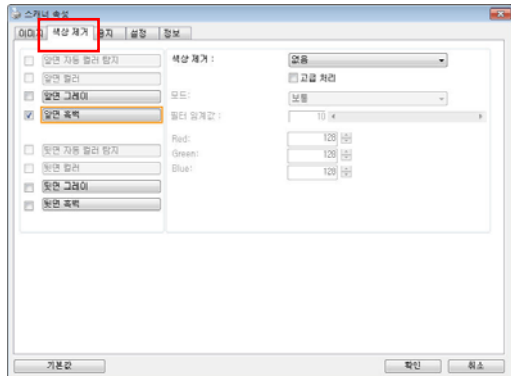 스캐너 속성
이미지 색상 제거 용지 설정 정보
앞면 자동 컬러 탐지
앞면 컬러
앞면 그레이
앞면 흑백
뒷면 자동 컬러 탐지
뒷면 컬러
뒷면 그레이
뒷면 흑백
색상 제거 : 없음
고급 처리
모드: 보통
필터 임계값 : 10
Red: 128
Green: 128
Blue: 128
기본값 확인 취소